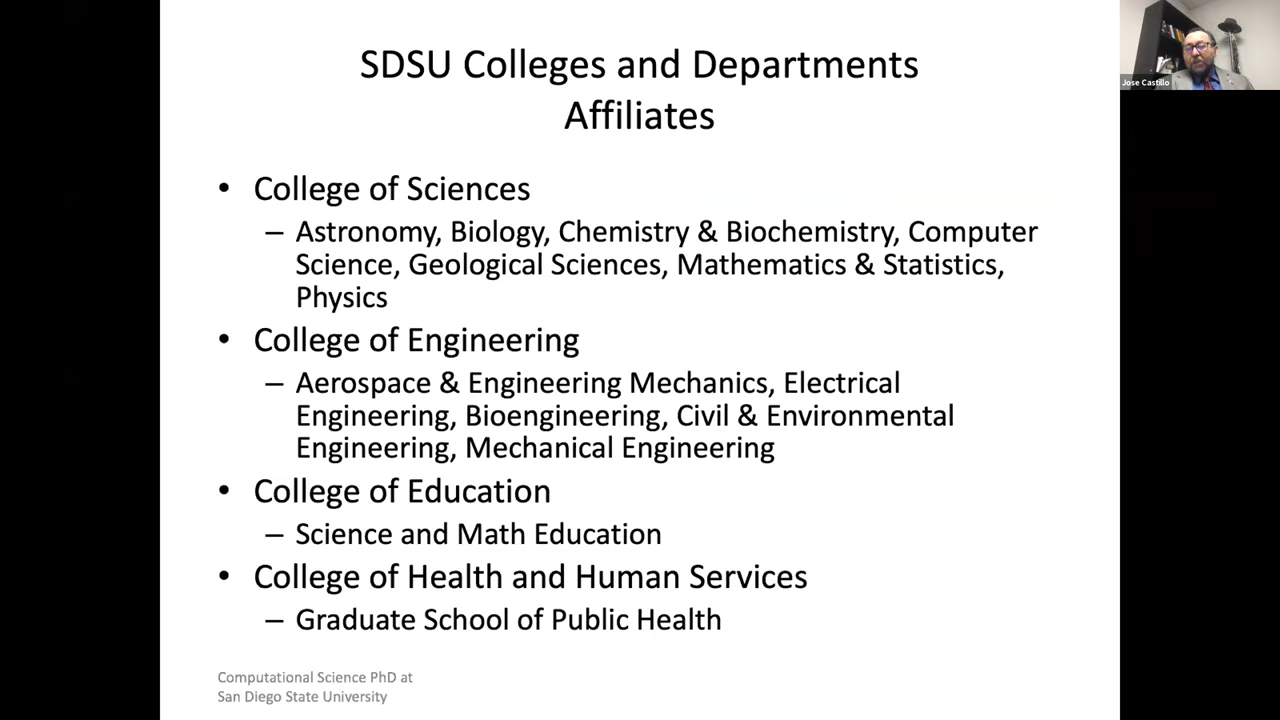 SDSU Colleges and Departments
Affiliates
• College of Sciences
– Astronomy, Biology, Chemistry & Biochemistry, Computer
Science, Geological Sciences, Mathematics & Statistics,
Physics
• College of Engineering
– Aerospace & Engineering Mechanics, Electrical
Engineering, Bioengineering, Civil & Environmental
Engineering, Mechanical Engineering
• College of Education
– Science and Math Education
• College of Health and Human Services
– Graduate School of Public Health
Computational Science PhD at
San Diego State University
Jose Castillo